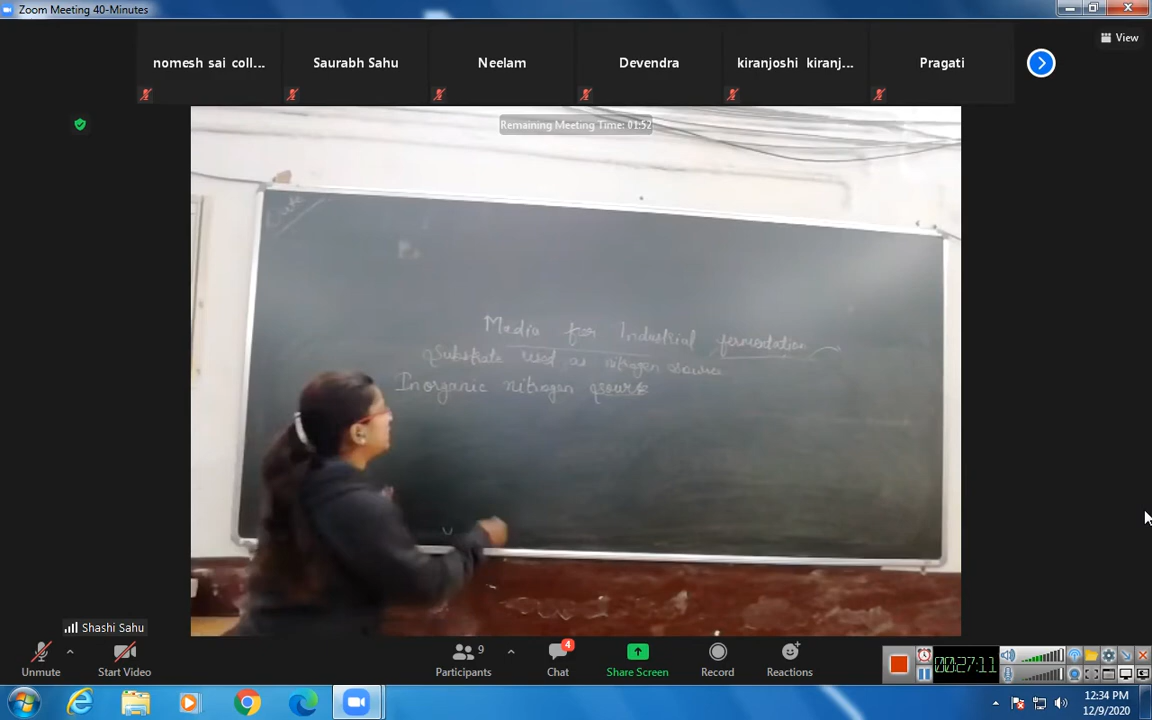 Zoom Meeting 40-Minutes
View
nomesh sai coll...
Saurabh Sahu
Neelam
Devendra
kiranjoshi kiranj...
Pragati
Remaining Meeting Time: 01:52
Date
Media for Industrial fermentation
Substrate used as nitrogen source
Inorganic nitrogen source
Shashi Sahu
Unmute
Start Video
9
Participants
4
Chat
Share Screen
Record
Reactions
00:27:11
12:34 PM
12/9/2020